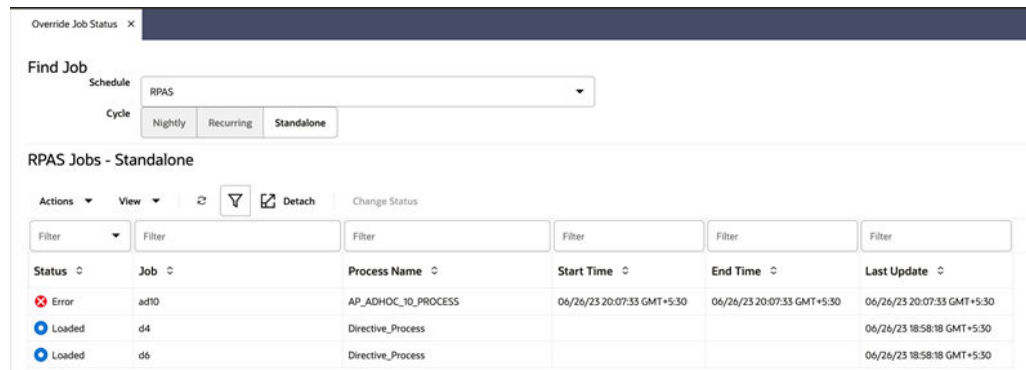 Override Job Status ×
Find Job
Schedule
RPAS
Cycle
Nightly Recurring Standalone
RPAS Jobs - Standalone
Actions View Detach Change Status
Filter Filter Filter Filter Filter Filter
Status Job Process Name Start Time End Time Last Update
Error ad10 AP_ADHOC_10_PROCESS 06/26/23 20:07:33 GMT+5:30 06/26/23 20:07:33 GMT+5:30 06/26/23 20:07:33 GMT+5:30
Loaded d4 Directive_Process 06/26/23 18:58:18 GMT+5:30
Loaded d6 Directive_Process 06/26/23 18:58:18 GMT+5:30